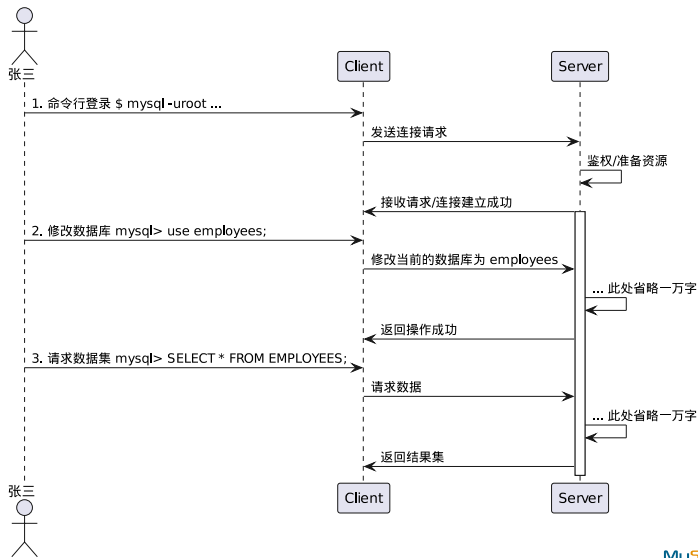 张三
Client
Server
1. 命令行登录 $ mysql -uroot ...
发送连接请求
鉴权/准备资源
接收请求/连接建立成功
2. 修改数据库 mysql> use employees;
修改当前的数据库为 employees
... 此处省略一万字
返回操作成功
3. 请求数据集 mysql> SELECT * FROM EMPLOYEES;
请求数据
... 此处省略一万字
返回结果集
张三
Client
Server